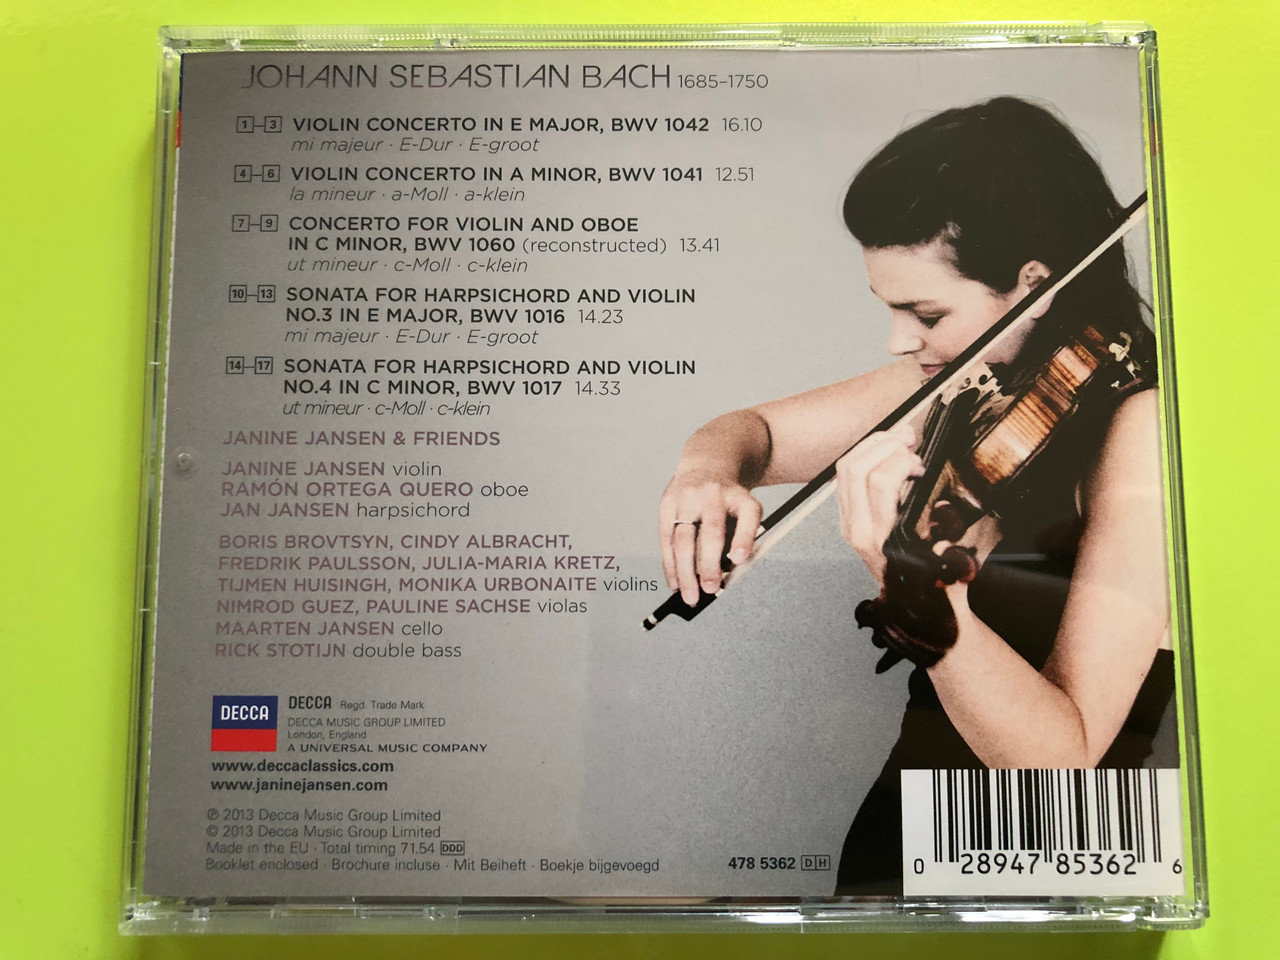 JOHANN SEBASTIAN BACH 1685–1750
1–3 VIOLIN CONCERTO IN E MAJOR, BWV 1042 16.10
mi majeur · E-Dur · E-groot
4–6 VIOLIN CONCERTO IN A MINOR, BWV 1041 12.51
la mineur · a-Moll · a-klein
7–9 CONCERTO FOR VIOLIN AND OBOE
IN C MINOR, BWV 1060 (reconstructed) 13.41
ut mineur · c-Moll · c-klein
10–13 SONATA FOR HARPSICHORD AND VIOLIN
NO.3 IN E MAJOR, BWV 1016 14.23
mi majeur · E-Dur · E-groot
14–17 SONATA FOR HARPSICHORD AND VIOLIN
NO.4 IN C MINOR, BWV 1017 14.33
ut mineur · c-Moll · c-klein
JANINE JANSEN & FRIENDS
JANINE JANSEN violin
RAMÓN ORTEGA QUERO oboe
JAN JANSEN harpsichord
BORIS BROVTSYN, CINDY ALBRACHT,
FREDRIK PAULSSON, JULIA-MARIA KRETZ,
TIJMEN HUISINGH, MONIKA URBONAITE violins
NIMROD GUEZ, PAULINE SACHSE violas
MAARTEN JANSEN cello
RICK STOTIJN double bass
DECCA
DECCA Regd. Trade Mark
DECCA MUSIC GROUP LIMITED
London, England
A UNIVERSAL MUSIC COMPANY
www.deccaclassics.com
www.janinejansen.com
℗ 2013 Decca Music Group Limited
© 2013 Decca Music Group Limited
Made in the EU · Total timing 71.54 DDD
Booklet enclosed · Brochure incluse · Mit Beiheft · Boekje bijgevoegd
478 5362 DH
0 28947 85362 6